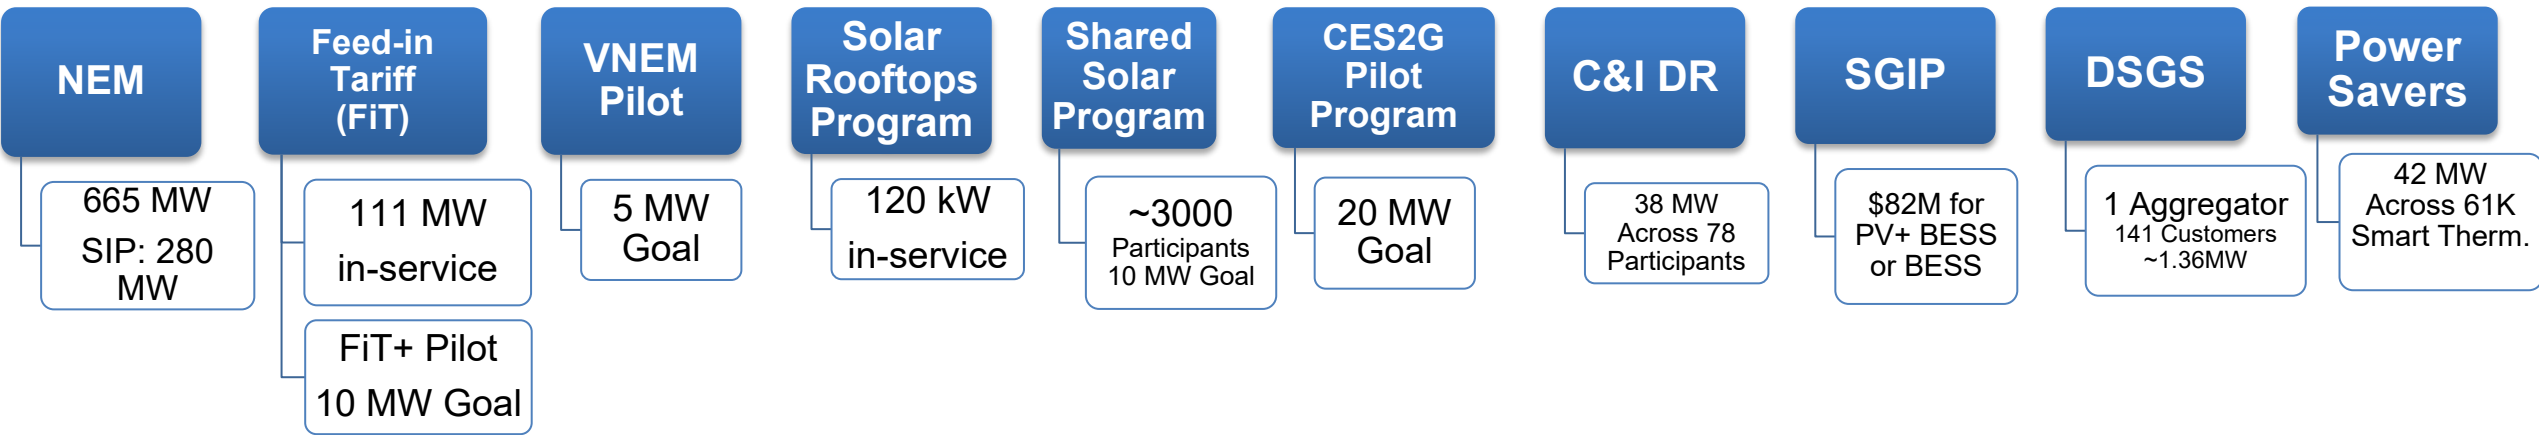 NEM
665 MW
SIP: 280
MW
Feed-in
Tariff
(FiT)
111 MW
in-service
FiT+ Pilot
10 MW Goal
VNEM
Pilot
5 MW
Goal
Solar
Rooftops
Program
120 kW
in-service
Shared
Solar
Program
~3000
Participants
10 MW Goal
CES2G
Pilot
Program
20 MW
Goal
C&I DR
38 MW
Across 78
Participants
SGIP
$82M for
PV+ BESS
or BESS
DSGS
1 Aggregator
141 Customers
~1.36MW
Power
Savers
42 MW
Across 61K
Smart Therm.